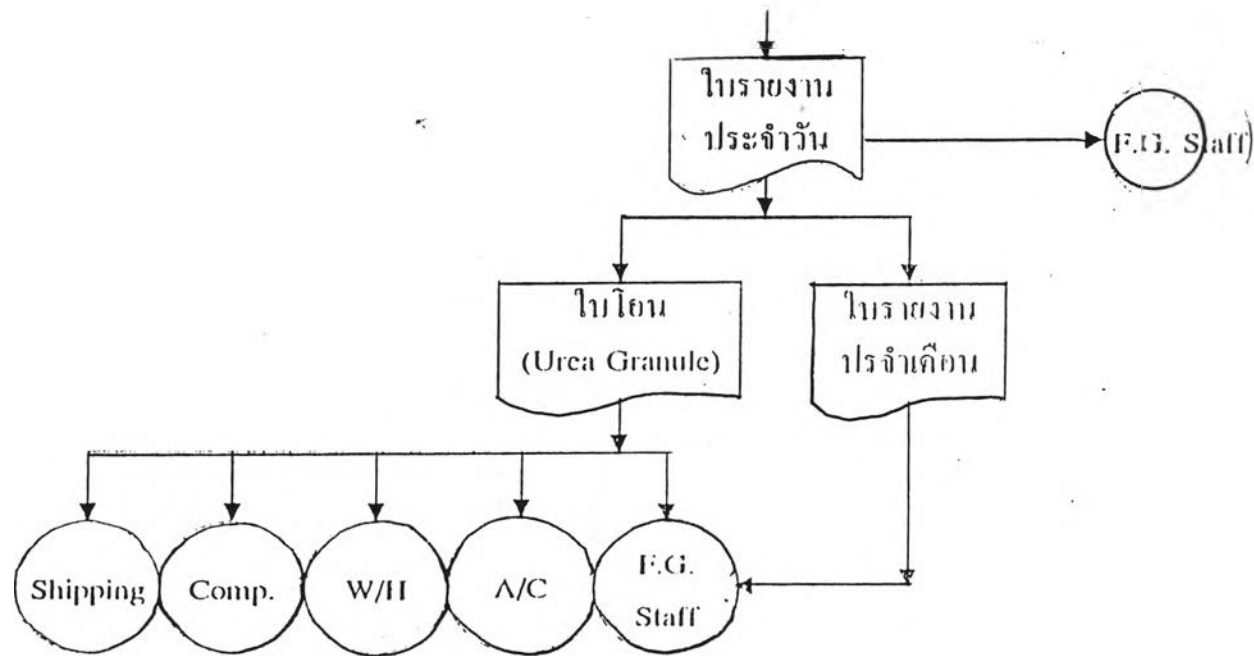 ใบรายงาน
ประจำวัน
F.G. Staff)
ใบโอน
(Urea Granule)
ใบรายงาน
ประจำเดือน
Shipping
Comp.
W/H
A/C
F.G.
Staff